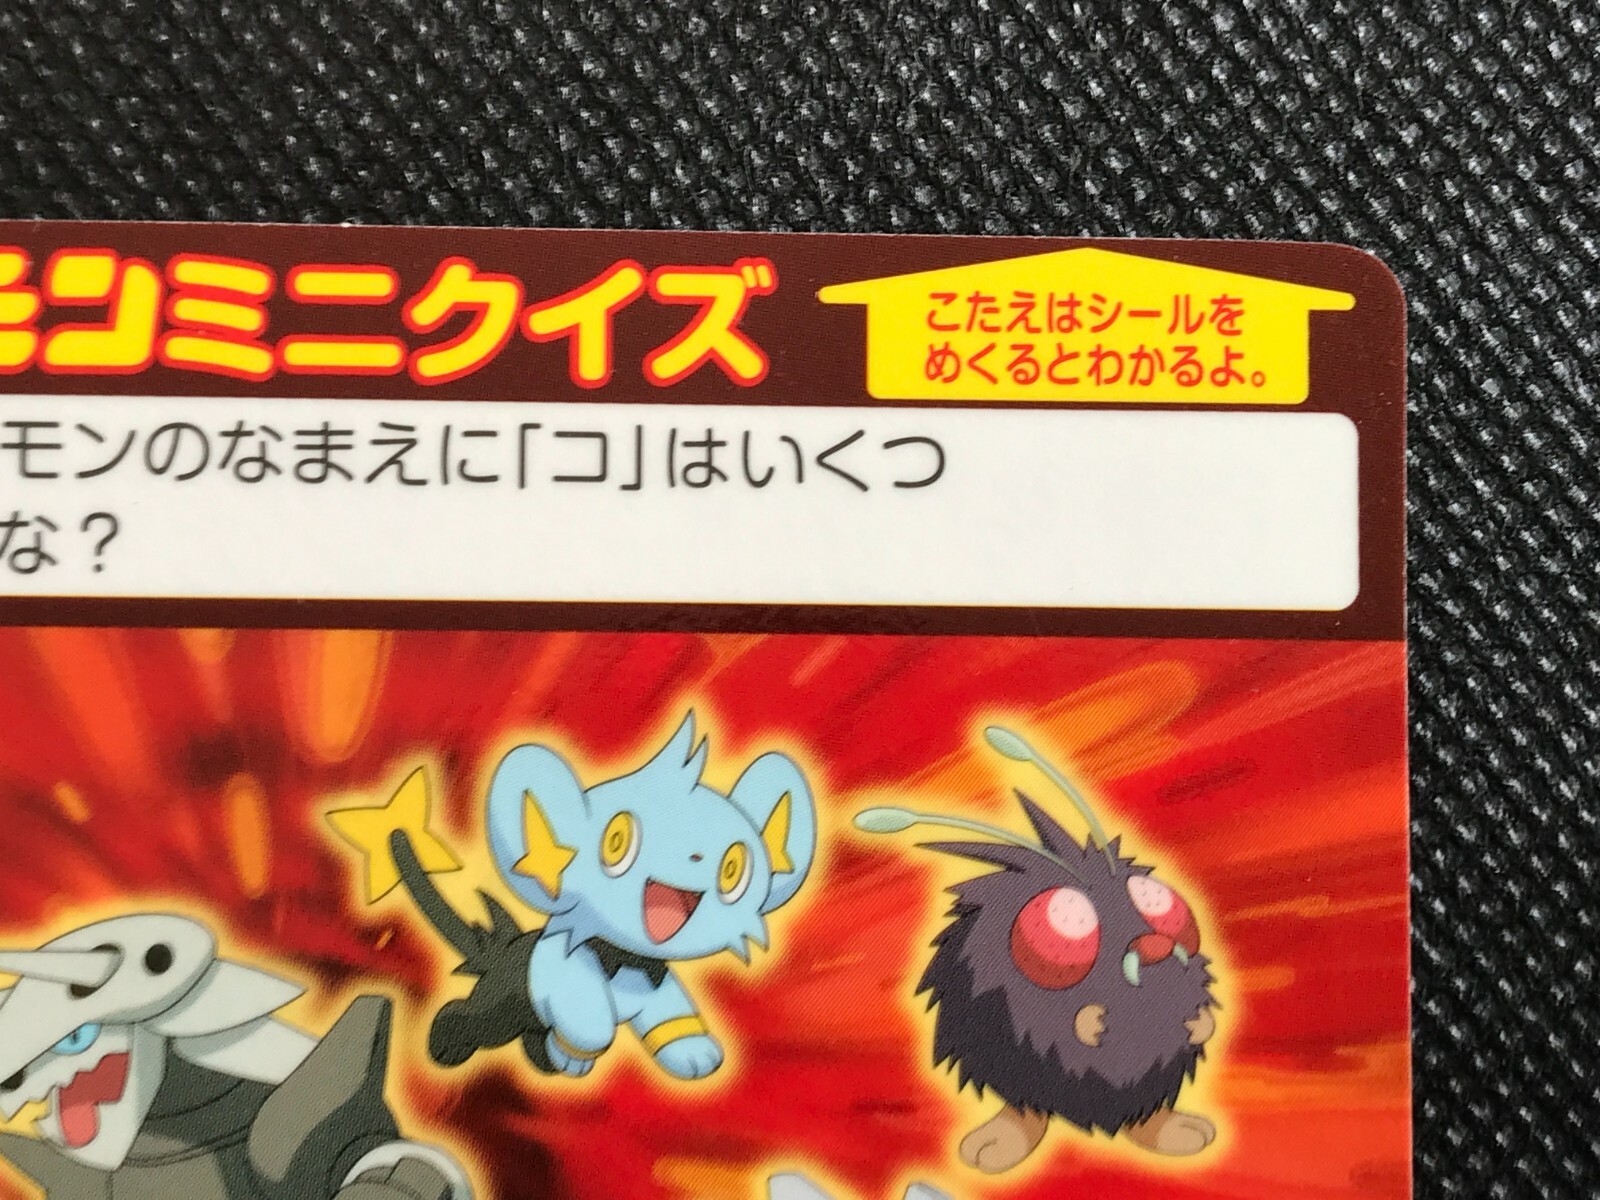 モンミニクイズ
こたえはシールを
めくるとわかるよ。
モンのなまえに「コ」はいくつ
な？